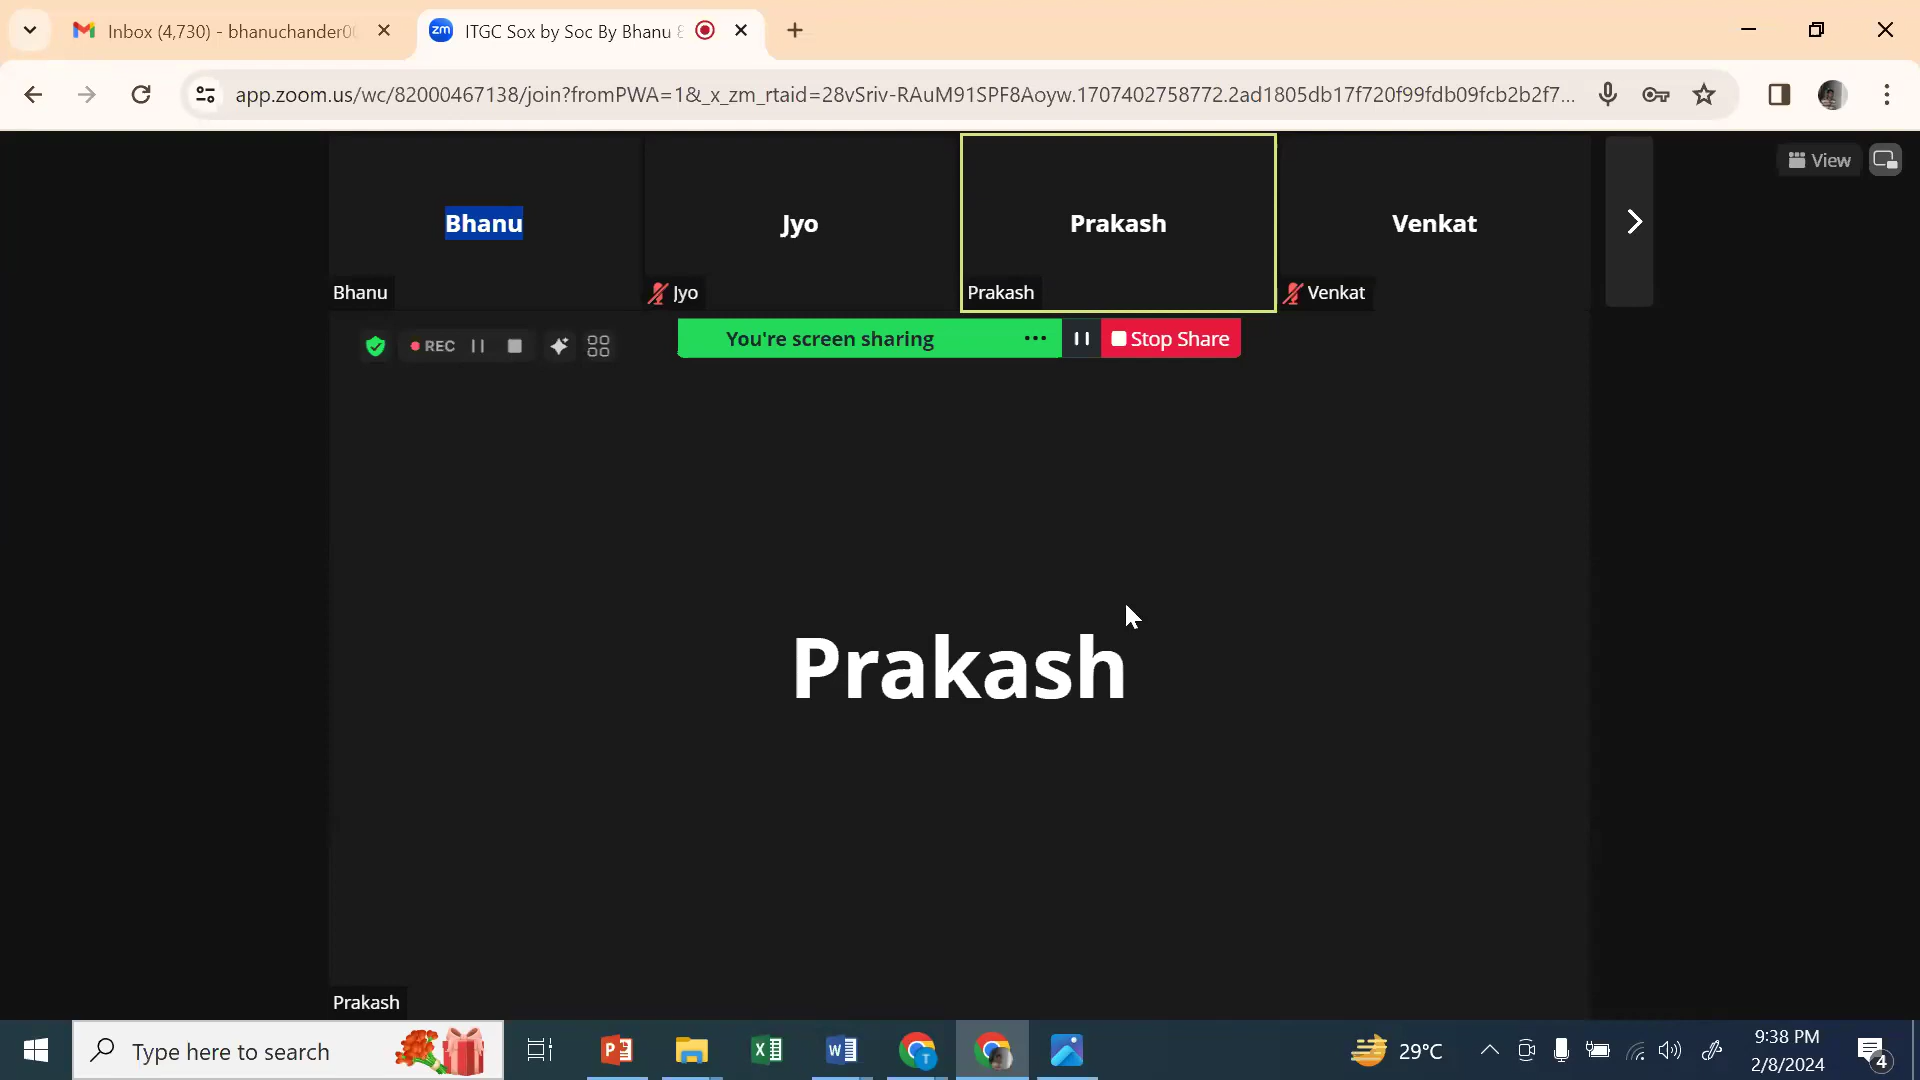 Inbox (4,730) - bhanuchander0
zm ITGC Sox by Soc By Bhanu 8
app.zoom.us/wc/82000467138/join?fromPWA=1&_x_zm_rtaid=28vSriv-RAuM91SPF8Aoyw.1707402758772.2ad1805db17f720f99fdb09fcb2b2f7...
View
Bhanu
Jyo
Prakash
Venkat
Bhanu
Jyo
Prakash
Venkat
REC
You're screen sharing
Stop Share
Prakash
Prakash
Type here to search
29°C
9:38 PM
2/8/2024
4